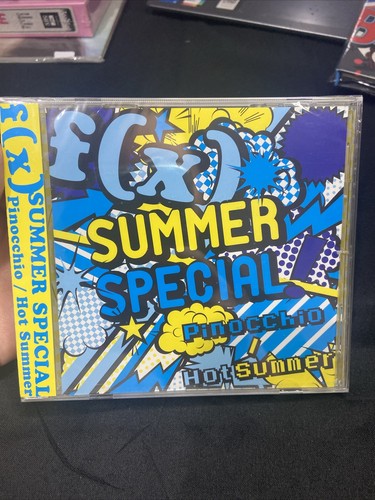 f(x)
SUMMER
SPECIAL
Pinocchio
Hot Summer
f(x) SUMMER SPECIAL
Pinocchio / Hot Summer